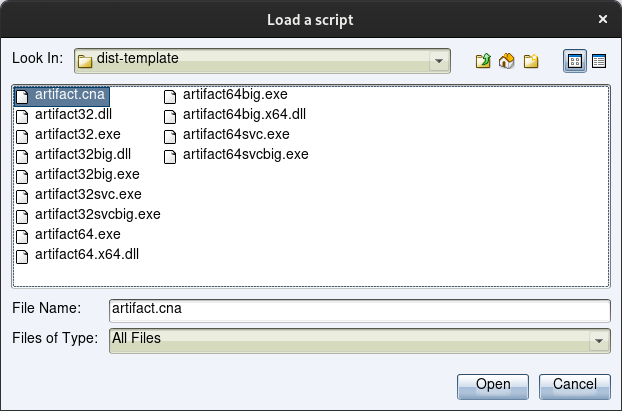 Load a script
Look In: dist-template
artifact.cna
artifact32.dll
artifact32.exe
artifact32big.dll
artifact32big.exe
artifact32svc.exe
artifact32svcbig.exe
artifact64.exe
artifact64.x64.dll
artifact64big.exe
artifact64big.x64.dll
artifact64svc.exe
artifact64svcbig.exe
File Name: artifact.cna
Files of Type: All Files
Open Cancel